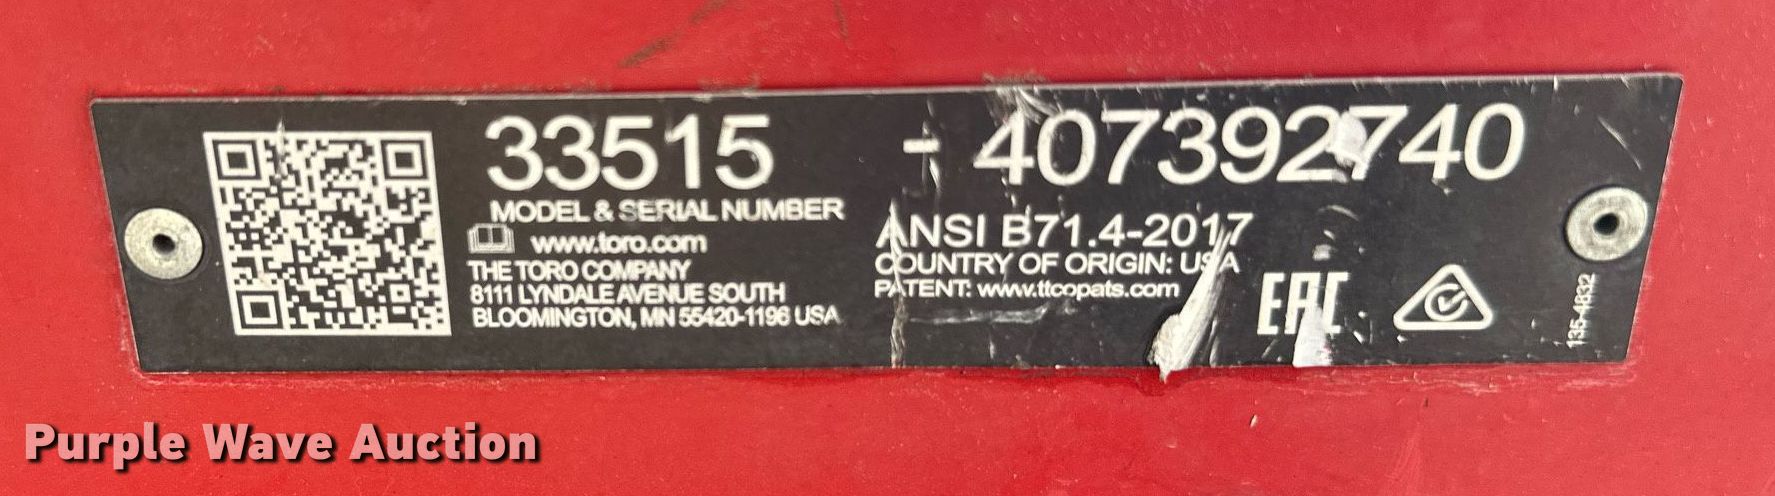 33515 - 407392740
MODEL & SERIAL NUMBER
www.toro.com
THE TORO COMPANY
8111 LYNDALE AVENUE SOUTH
BLOOMINGTON, MN 55420-1196 USA
ANSI B71.4-2017
COUNTRY OF ORIGIN: USA
PATENT: www.ttcopats.com
EAC
135-4832
Purple Wave Auction